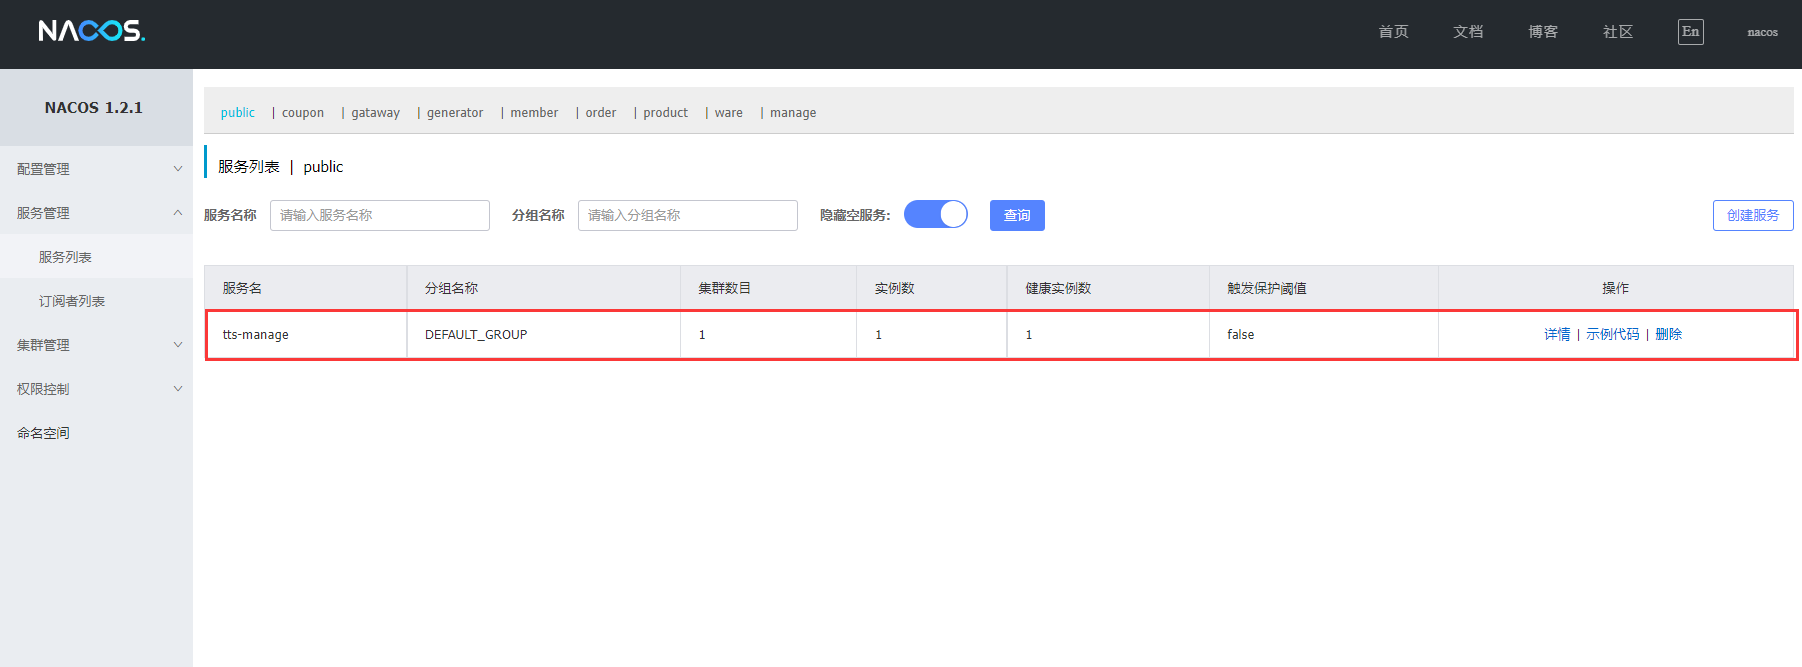 NACOS. 首页 文档 博客 社区 En nacos
NACOS 1.2.1
配置管理
服务管理
服务列表
订阅者列表
集群管理
权限控制
命名空间
public | coupon | gataway | generator | member | order | product | ware | manage
服务列表 | public
服务名称 请输入服务名称 分组名称 请输入分组名称 隐藏空服务: 查询 创建服务
服务名 分组名称 集群数目 实例数 健康实例数 触发保护阈值 操作
tts-manage DEFAULT_GROUP 1 1 1 false 详情 | 示例代码 | 删除